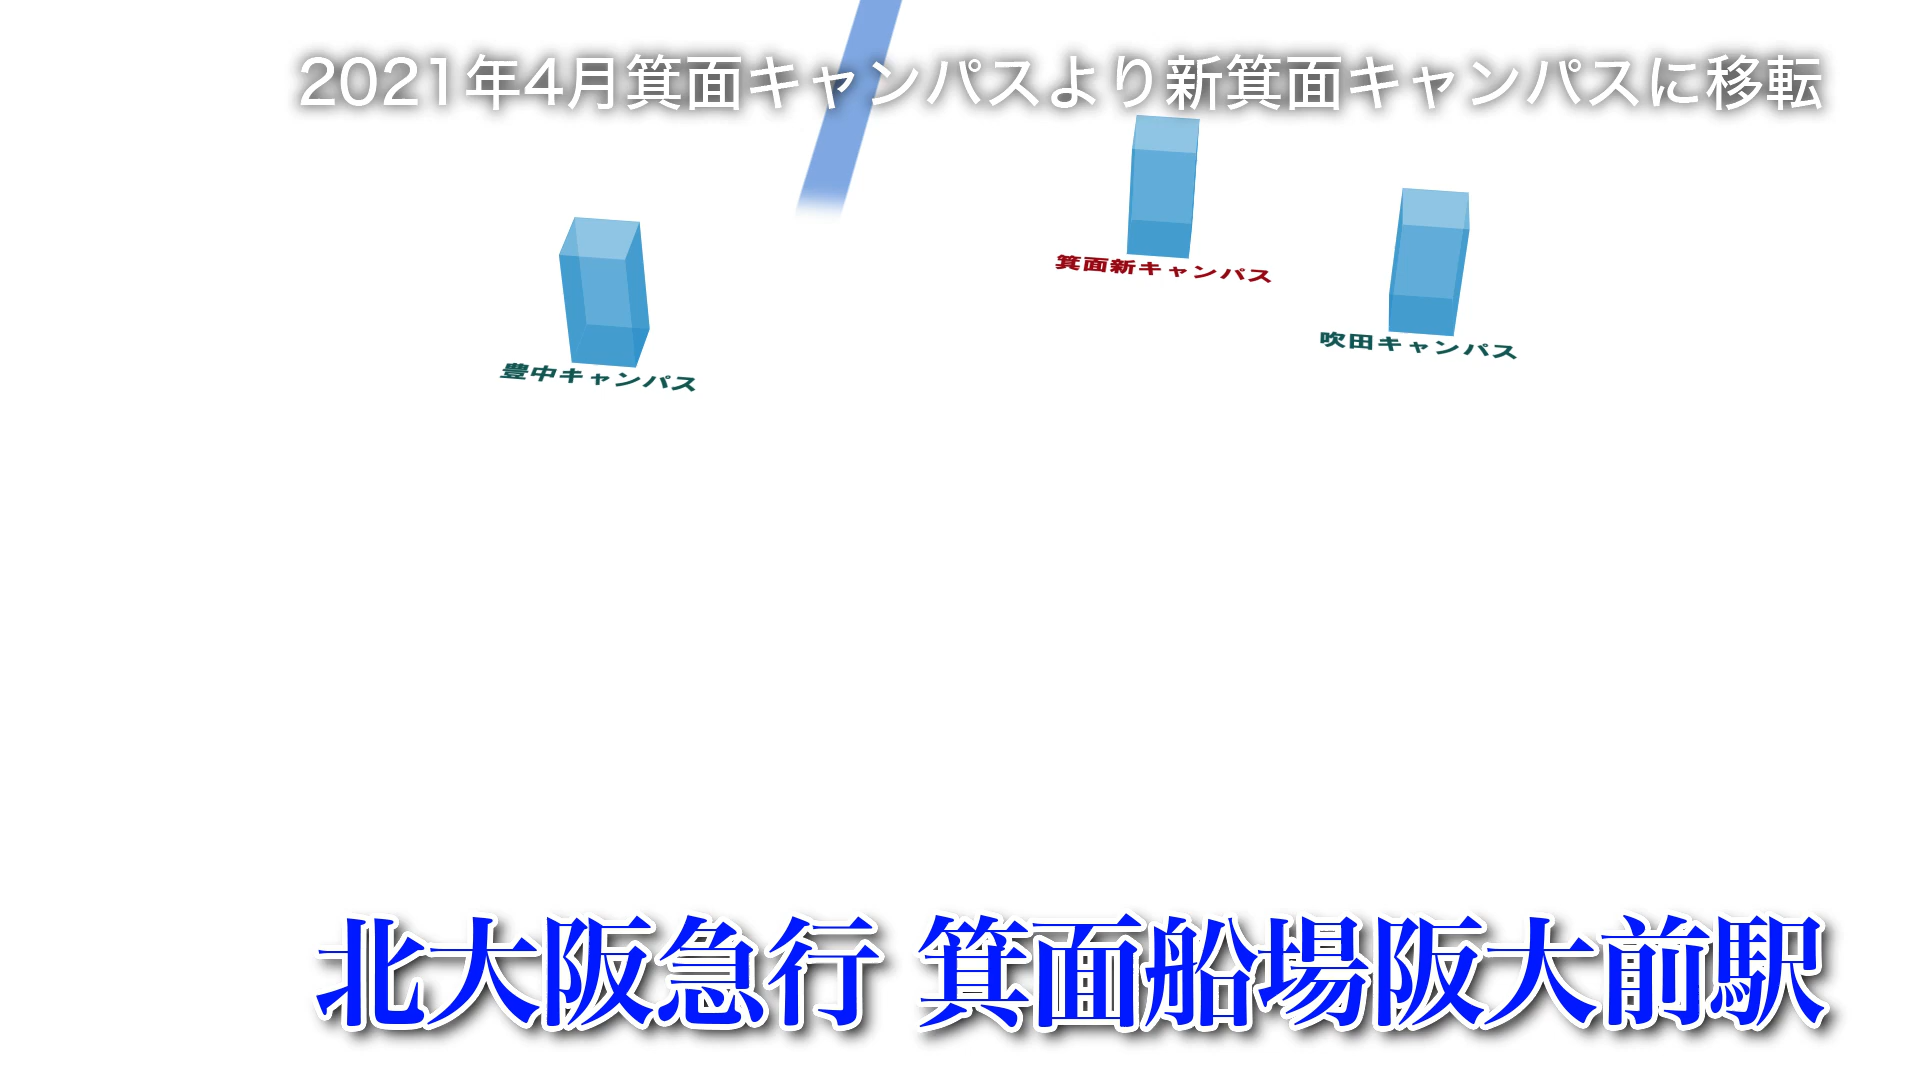 2021年4月箕面キャンパスより新箕面キャンパスに移転
箕面新キャンパス
吹田キャンパス
豊中キャンパス
北大阪急行 箕面船場阪大前駅